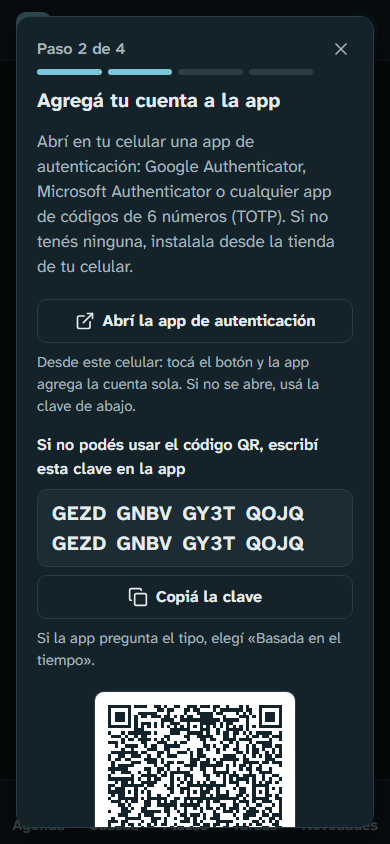 Paso 2 de 4
Agregá tu cuenta a la app
Abrí en tu celular una app de
autenticación: Google Authenticator,
Microsoft Authenticator o cualquier app
de códigos de 6 números (TOTP). Si no
tenés ninguna, instalala desde la tienda
de tu celular.
Abrí la app de autenticación
Desde este celular: tocá el botón y la app
agrega la cuenta sola. Si no se abre, usá la
clave de abajo.
Si no podés usar el código QR, escribí
esta clave en la app
GEZD GNBV GY3T QOJQ
GEZD GNBV GY3T QOJQ
Copiá la clave
Si la app pregunta el tipo, elegí «Basada en el
tiempo».